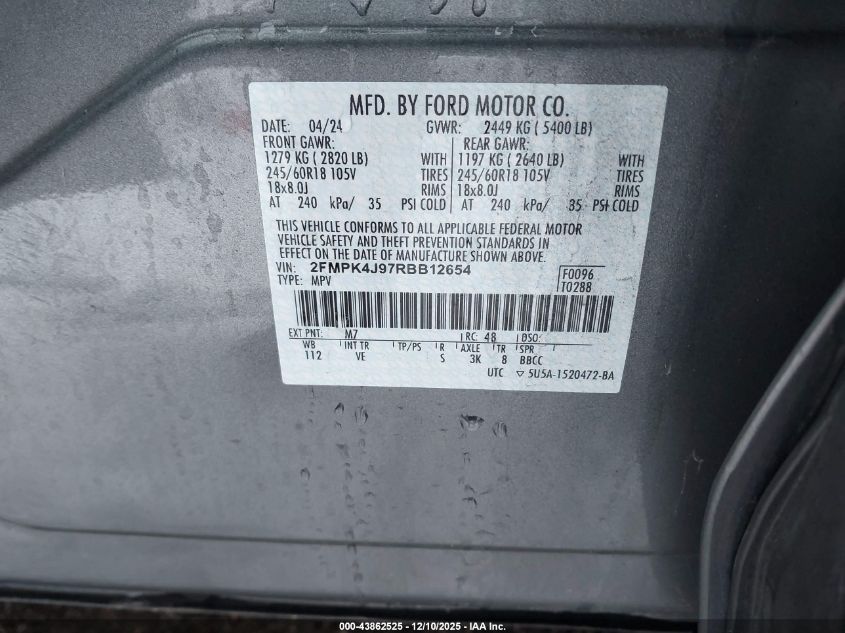 MFD. BY FORD MOTOR CO.
DATE: 04/24 GVWR: 2449 KG ( 5400 LB)
FRONT GAWR: REAR GAWR:
1279 KG ( 2820 LB) WITH 1197 KG ( 2640 LB) WITH
245/60R18 105V TIRES 245/60R18 105V TIRES
18x8.0J RIMS 18x8.0J RIMS
AT 240 kPa/ 35 PSI COLD AT 240 kPa/ 35 PSI COLD
THIS VEHICLE CONFORMS TO ALL APPLICABLE FEDERAL MOTOR
VEHICLE SAFETY AND THEFT PREVENTION STANDARDS IN
EFFECT ON THE DATE OF MANUFACTURE SHOWN ABOVE.
VIN: 2FMPK4J97RBB12654 F0096
TYPE: MPV T0288
EXT PNT: M7 RC: 48 DSO:
WB INT TR TP/PS R AXLE TR SPR
112 VE S 3K 8 BBCC
UTC ▽ 5U5A-1520472-BA
000-43862525 - 12/10/2025 - IAA Inc.